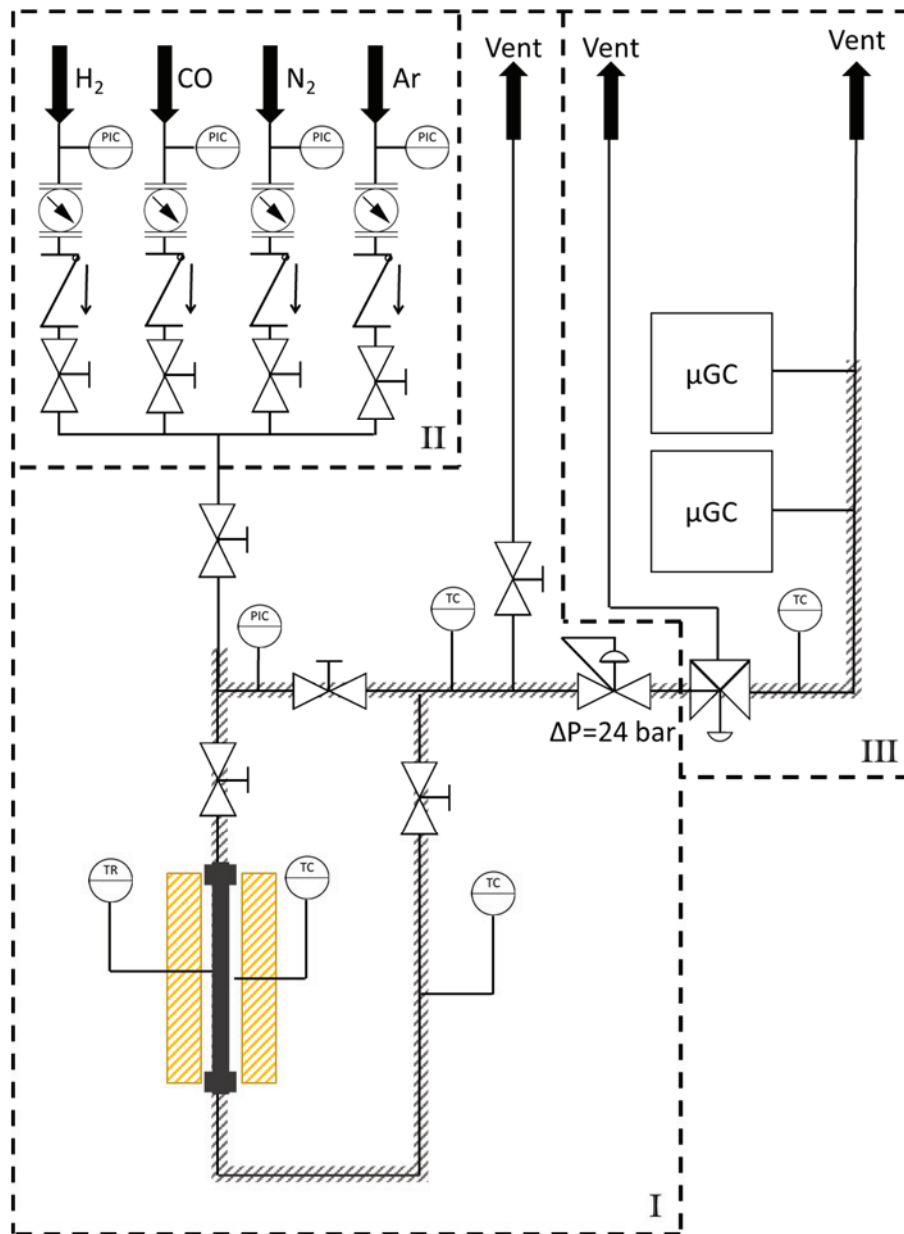 Vent
Vent
Vent
H₂
CO
N₂
Ar
PIC
PIC
PIC
PIC
II
µGC
µGC
PIC
TC
TC
ΔP=24 bar
III
TR
TC
TC
I